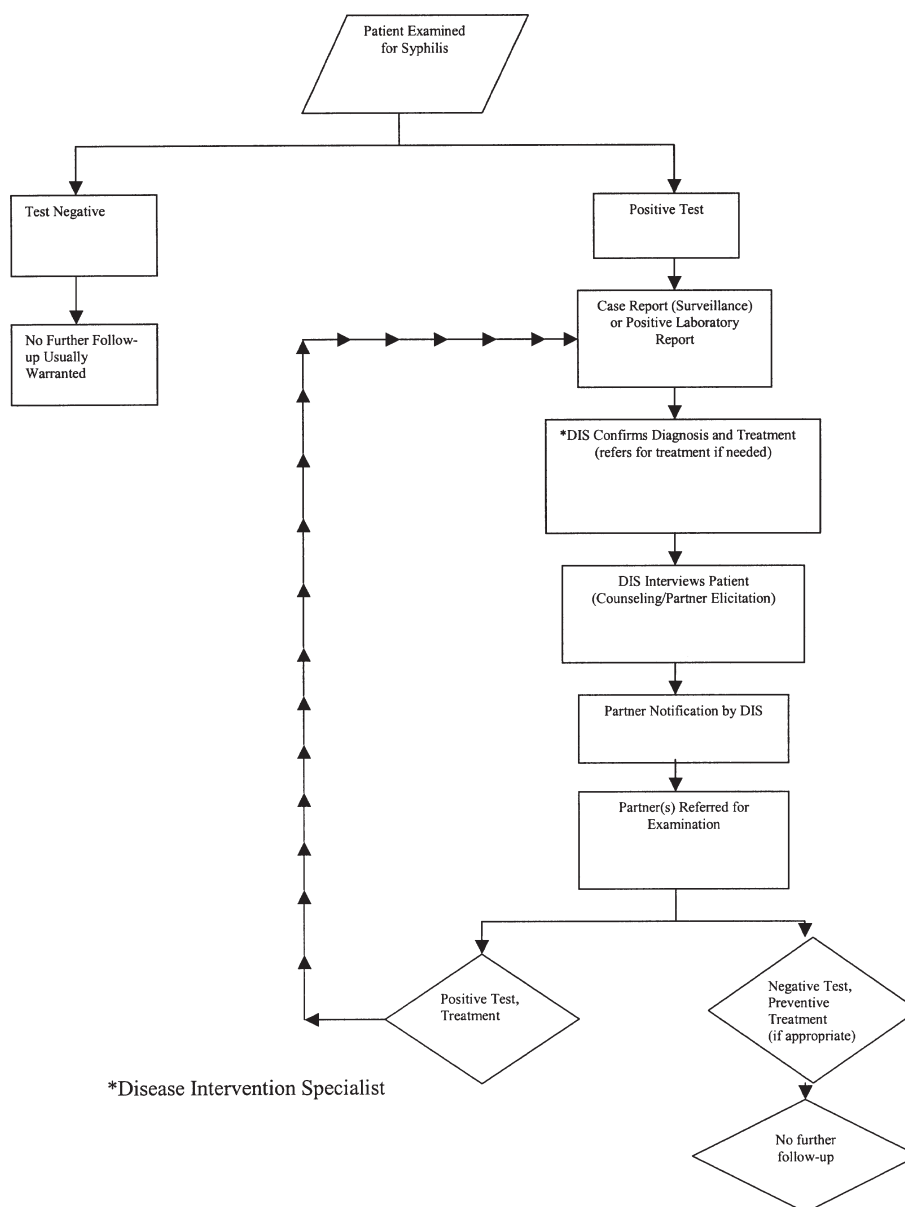 Patient Examined
for Syphilis
Test Negative
Positive Test
No Further Follow-
up Usually
Warranted
Case Report (Surveillance)
or Positive Laboratory
Report
*DIS Confirms Diagnosis and Treatment
(refers for treatment if needed)
DIS Interviews Patient
(Counseling/Partner Elicitation)
Partner Notification by DIS
Partner(s) Referred for
Examination
Positive Test,
Treatment
Negative Test,
Preventive
Treatment
(if appropriate)
*Disease Intervention Specialist
No further
follow-up